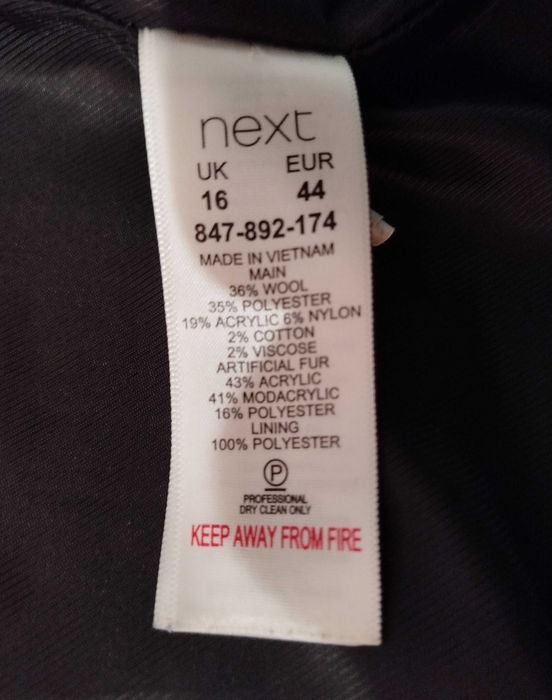 next
UK EUR
16 44
847-892-174
MADE IN VIETNAM
MAIN
36% WOOL
35% POLYESTER
19% ACRYLIC 6% NYLON
2% COTTON
2% VISCOSE
ARTIFICIAL FUR
43% ACRYLIC
41% MODACRYLIC
16% POLYESTER
LINING
100% POLYESTER
P
PROFESSIONAL
DRY CLEAN ONLY
KEEP AWAY FROM FIRE